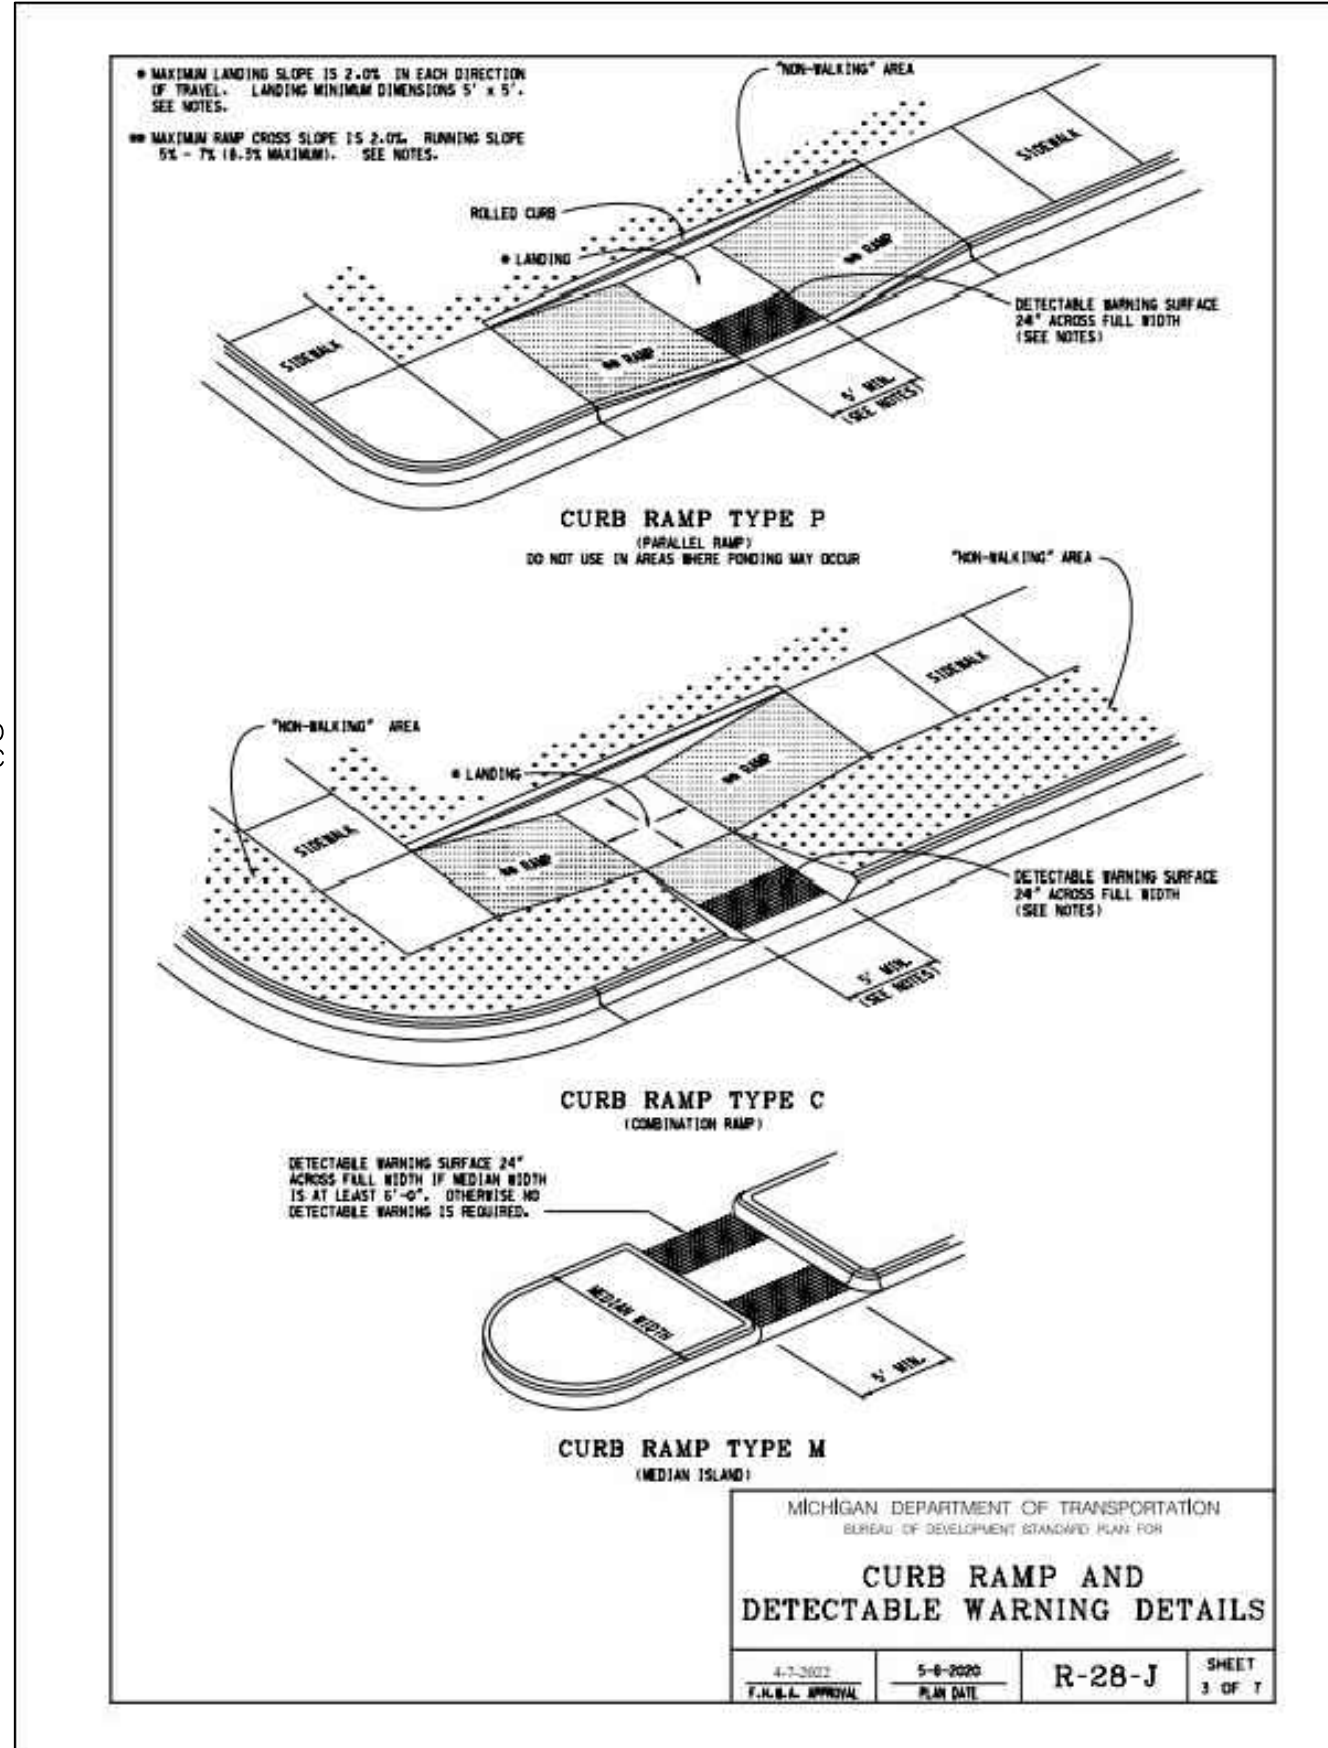 * MAXIMUM LANDING SLOPE IS 2.0% IN EACH DIRECTION
OF TRAVEL. LANDING MINIMUM DIMENSIONS 5' x 5'.
SEE NOTES.
** MAXIMUM RAMP CROSS SLOPE IS 2.0%. RUNNING SLOPE
5% - 7% (8.3% MAXIMUM). SEE NOTES.
"NON-WALKING" AREA
SIDEWALK
ROLLED CURB
* LANDING
** RAMP
DETECTABLE WARNING SURFACE
24" ACROSS FULL WIDTH
(SEE NOTES)
SIDEWALK
** RAMP
5' MIN.
(SEE NOTES)
CURB RAMP TYPE P
(PARALLEL RAMP)
DO NOT USE IN AREAS WHERE PONDING MAY OCCUR
"NON-WALKING" AREA
SIDEWALK
"NON-WALKING" AREA
* LANDING
** RAMP
SIDEWALK
** RAMP
DETECTABLE WARNING SURFACE
24" ACROSS FULL WIDTH
(SEE NOTES)
5' MIN.
(SEE NOTES)
CURB RAMP TYPE C
(COMBINATION RAMP)
DETECTABLE WARNING SURFACE 24"
ACROSS FULL WIDTH IF MEDIAN WIDTH
IS AT LEAST 6'-0". OTHERWISE NO
DETECTABLE WARNING IS REQUIRED.
MEDIAN WIDTH
5' MIN.
CURB RAMP TYPE M
(MEDIAN ISLAND)
MICHIGAN DEPARTMENT OF TRANSPORTATION
BUREAU OF DEVELOPMENT STANDARD PLAN FOR
CURB RAMP AND
DETECTABLE WARNING DETAILS
4-7-2022
F.H.W.A. APPROVAL
5-6-2020
PLAN DATE
R-28-J
SHEET
3 OF 7